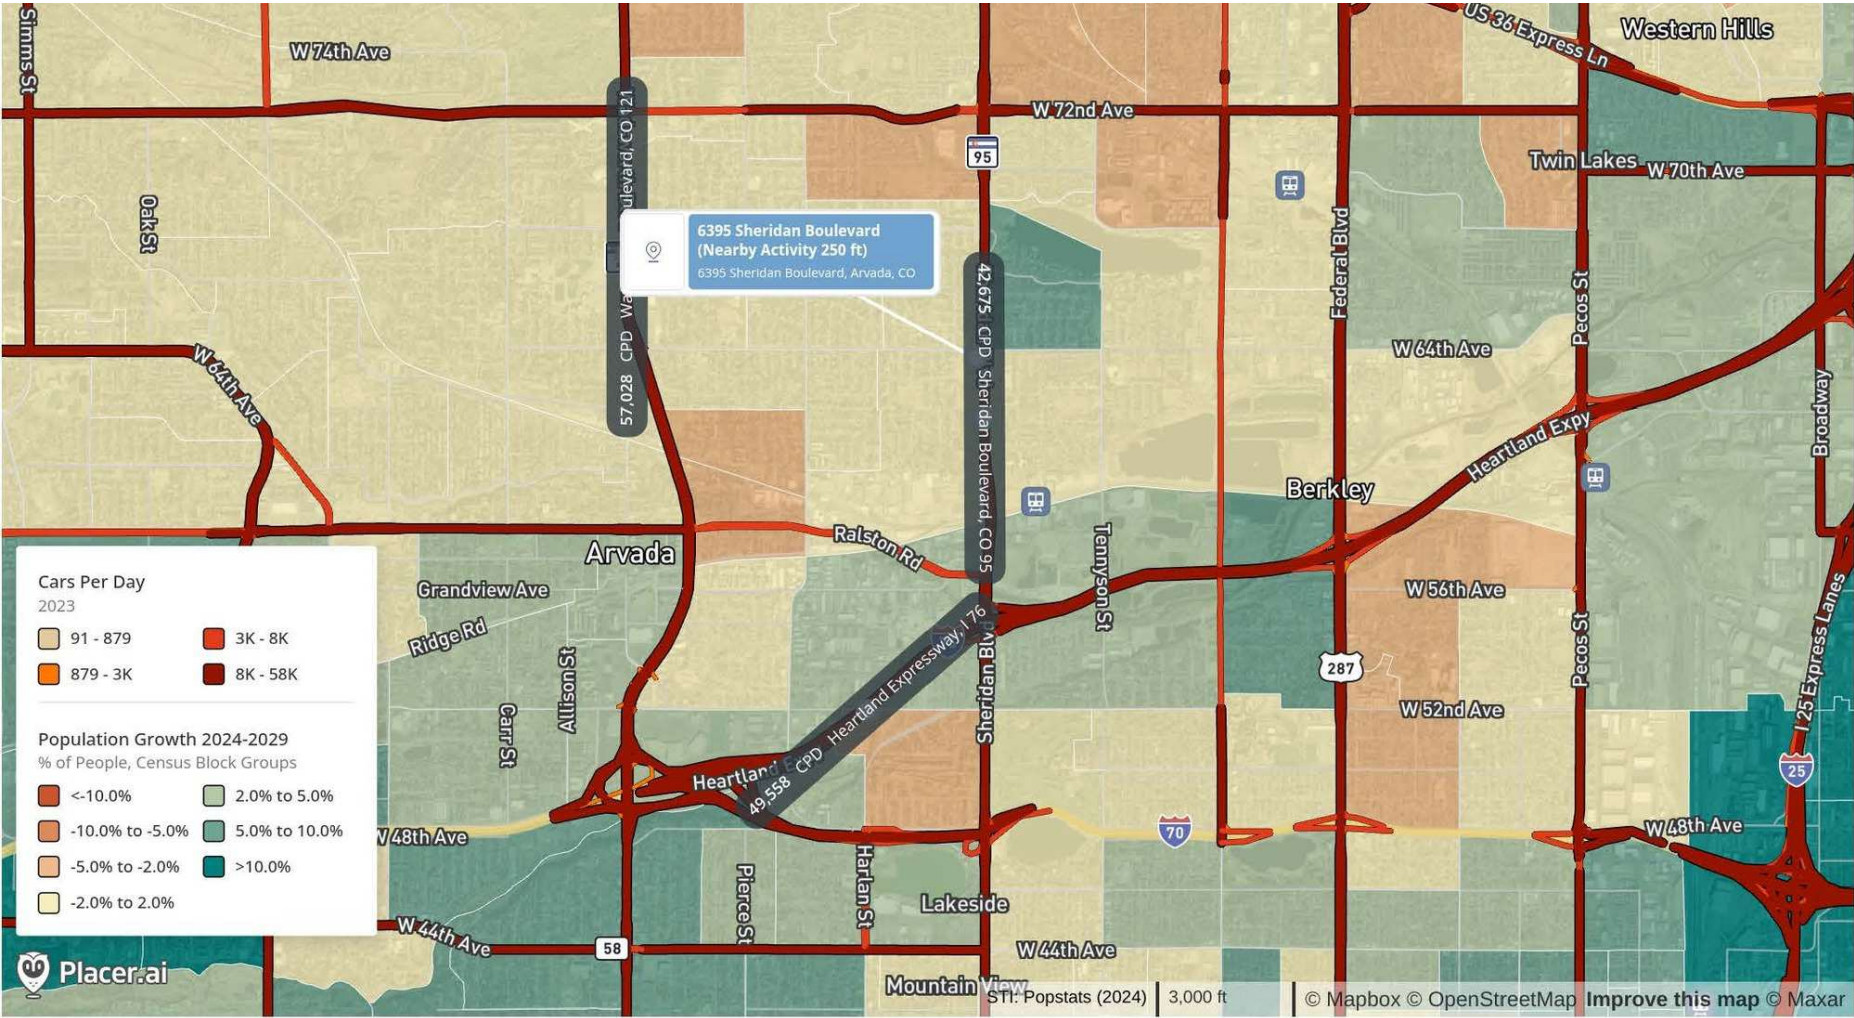 Simms St
W 74th Ave
US 36 Express Ln
Western Hills
W 72nd Ave
95
Twin Lakes
W 70th Ave
Oak St
57,028 CPD Wa
ulevard, CO 121
6395 Sheridan Boulevard
(Nearby Activity 250 ft)
6395 Sheridan Boulevard, Arvada, CO
42,675 CPD Sheridan Boulevard, CO 95
Federal Blvd
Pecos St
W 64th Ave
W 64th Ave
Broadway
Heartland Expy
Berkley
Ralston Rd
Arvada
Tennyson St
Grandview Ave
Ridge Rd
W 56th Ave
Allison St
Carr St
49,558 CPD Heartland Expressway, I 76
Heartland E
Sheridan Blvd
287
Pecos St
W 52nd Ave
I 25 Express Lanes
25
70
W 48th Ave
W 48th Ave
Pierce St
Harlan St
Lakeside
W 44th Ave
58
W 44th Ave
Mountain View
Cars Per Day
2023
91 - 879
3K - 8K
879 - 3K
8K - 58K
Population Growth 2024-2029
% of People, Census Block Groups
<-10.0%
2.0% to 5.0%
-10.0% to -5.0%
5.0% to 10.0%
-5.0% to -2.0%
>10.0%
-2.0% to 2.0%
Placer.ai
STI: Popstats (2024)
3,000 ft
© Mapbox © OpenStreetMap Improve this map © Maxar